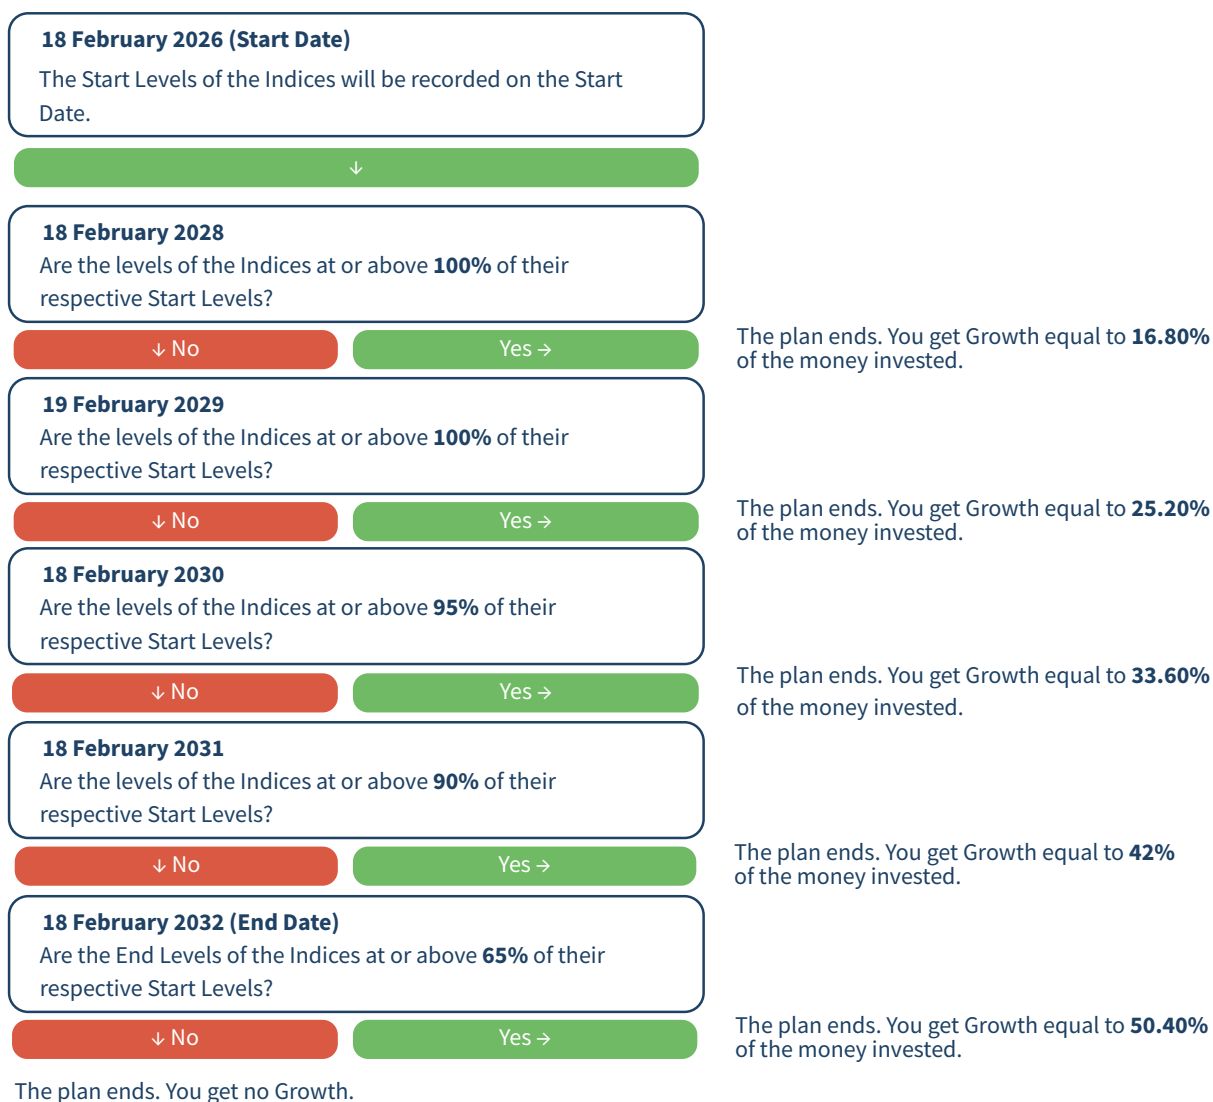 18 February 2026 (Start Date)
The Start Levels of the Indices will be recorded on the Start
Date.
↓
18 February 2028
Are the levels of the Indices at or above 100% of their
respective Start Levels?
↓ No
Yes →
The plan ends. You get Growth equal to 16.80%
of the money invested.
19 February 2029
Are the levels of the Indices at or above 100% of their
respective Start Levels?
↓ No
Yes →
The plan ends. You get Growth equal to 25.20%
of the money invested.
18 February 2030
Are the levels of the Indices at or above 95% of their
respective Start Levels?
↓ No
Yes →
The plan ends. You get Growth equal to 33.60%
of the money invested.
18 February 2031
Are the levels of the Indices at or above 90% of their
respective Start Levels?
↓ No
Yes →
The plan ends. You get Growth equal to 42%
of the money invested.
18 February 2032 (End Date)
Are the End Levels of the Indices at or above 65% of their
respective Start Levels?
↓ No
Yes →
The plan ends. You get Growth equal to 50.40%
of the money invested.
The plan ends. You get no Growth.